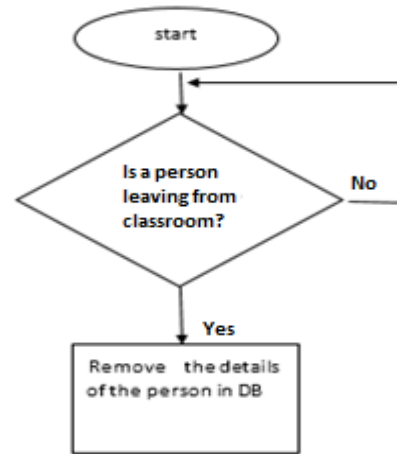 start
Is a person
leaving from
classroom?
No
Yes
Remove the details
of the person in DB